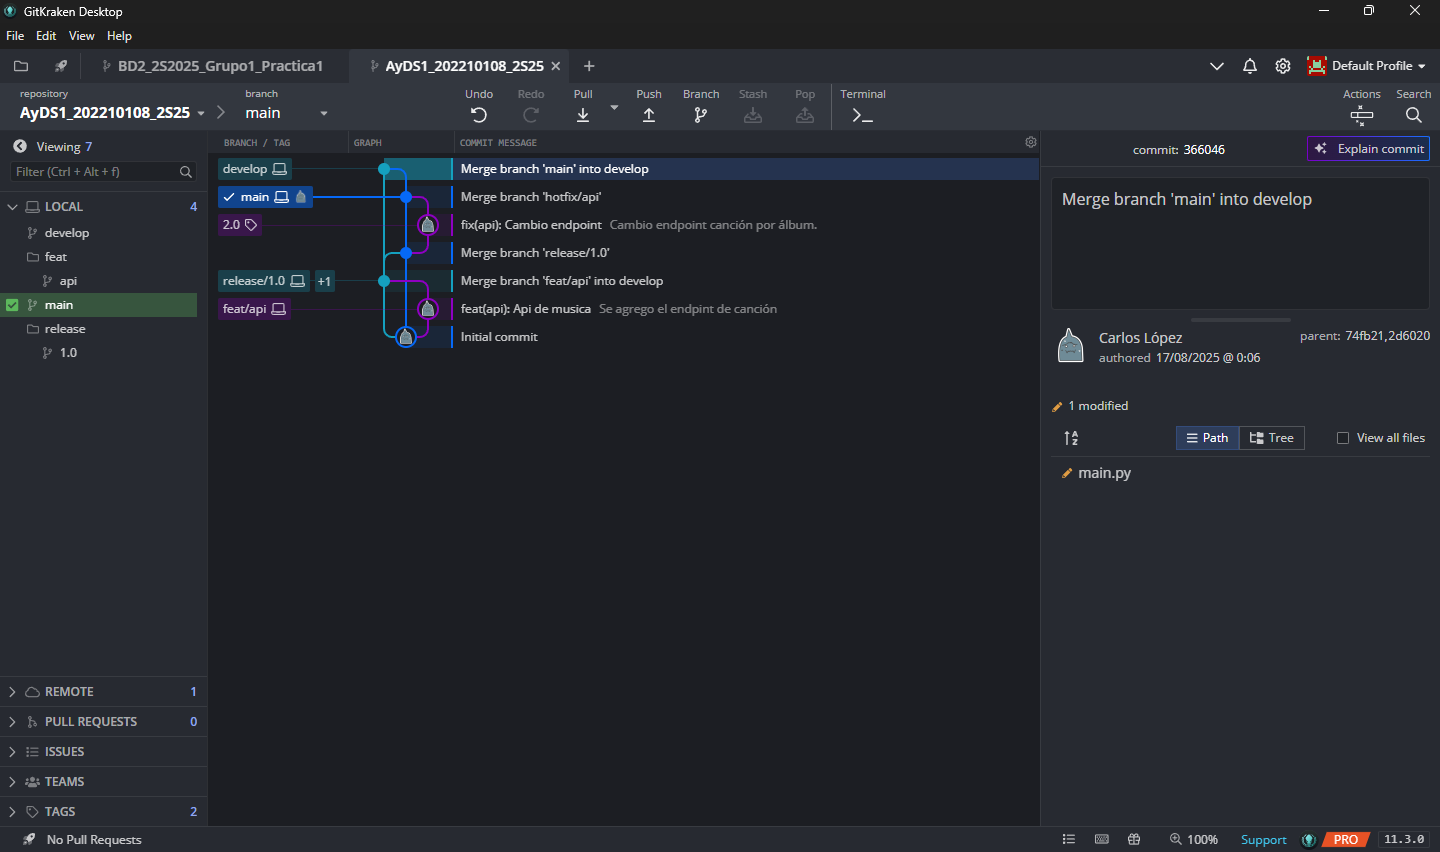 GitKraken Desktop
File Edit View Help
BD2_2S2025_Grupo1_Practica1
AyDS1_202210108_2S25
Default Profile
repository
AyDS1_202210108_2S25
branch
main
Undo
Redo
Pull
Push
Branch
Stash
Pop
Terminal
Actions
Search
Viewing 7
Filter (Ctrl + Alt + f)
LOCAL 4
develop
feat
api
main
release
1.0
REMOTE 1
PULL REQUESTS 0
ISSUES
TEAMS
TAGS 2
BRANCH / TAG GRAPH COMMIT MESSAGE
develop Merge branch 'main' into develop
main Merge branch 'hotfix/api'
2.0 fix(api): Cambio endpoint Cambio endpoint canción por álbum.
Merge branch 'release/1.0'
release/1.0 +1 Merge branch 'feat/api' into develop
feat/api feat(api): Api de musica Se agrego el endpint de canción
Initial commit
commit: 366046
Explain commit
Merge branch 'main' into develop
Carlos López
authored 17/08/2025 @ 0:06
parent: 74fb21,2d6020
1 modified
Path
Tree
View all files
main.py
No Pull Requests
100%
Support
PRO
11.3.0